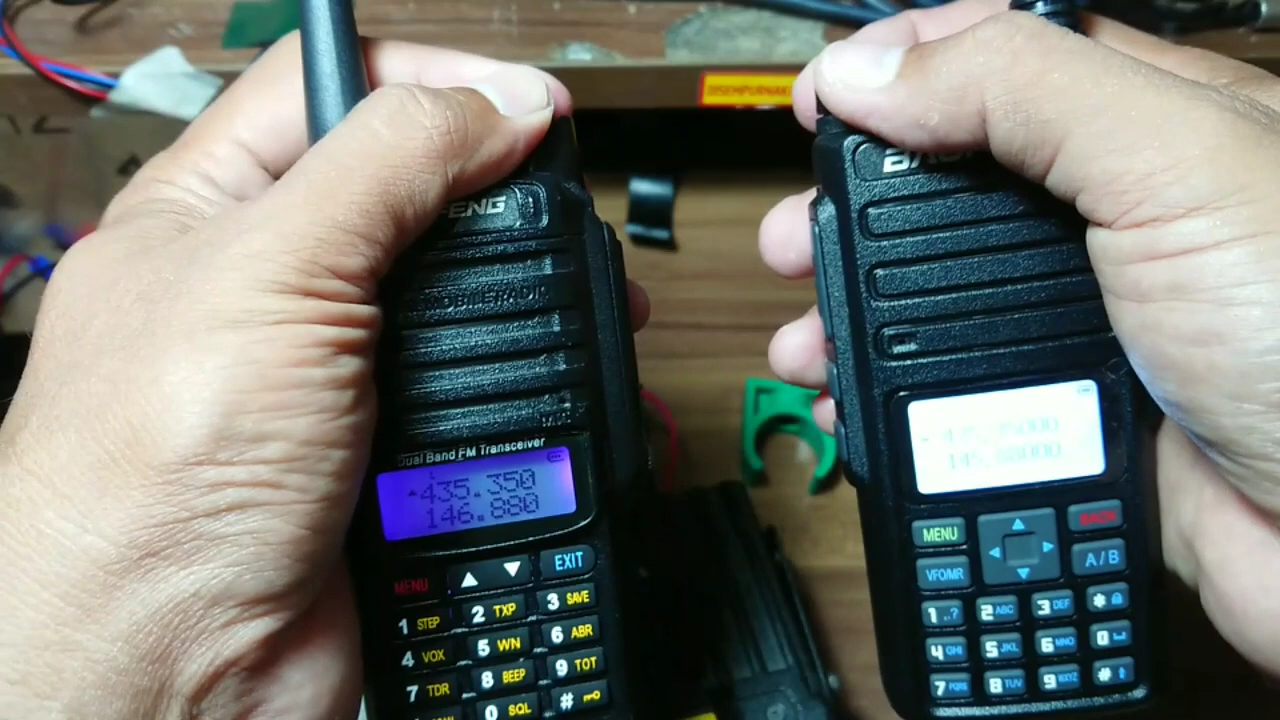 DISEMPURNAK
FENG
MOBILE RADIO
Dual Band FM Transceiver
435.350
146.880
MENU
EXIT
1 STEP
2 TXP
3 SAVE
4 VOX
5 WN
6 ABR
7 TDR
8 BEEP
9 TOT
0 SQL
#
BAO
MENU
BACK
VFO/MR
A/B
1 .?
2 ABC
3 DEF
*
4 GHI
5 JKL
6 MNO
0
7 PQRS
8 TUV
9 WXYZ
#